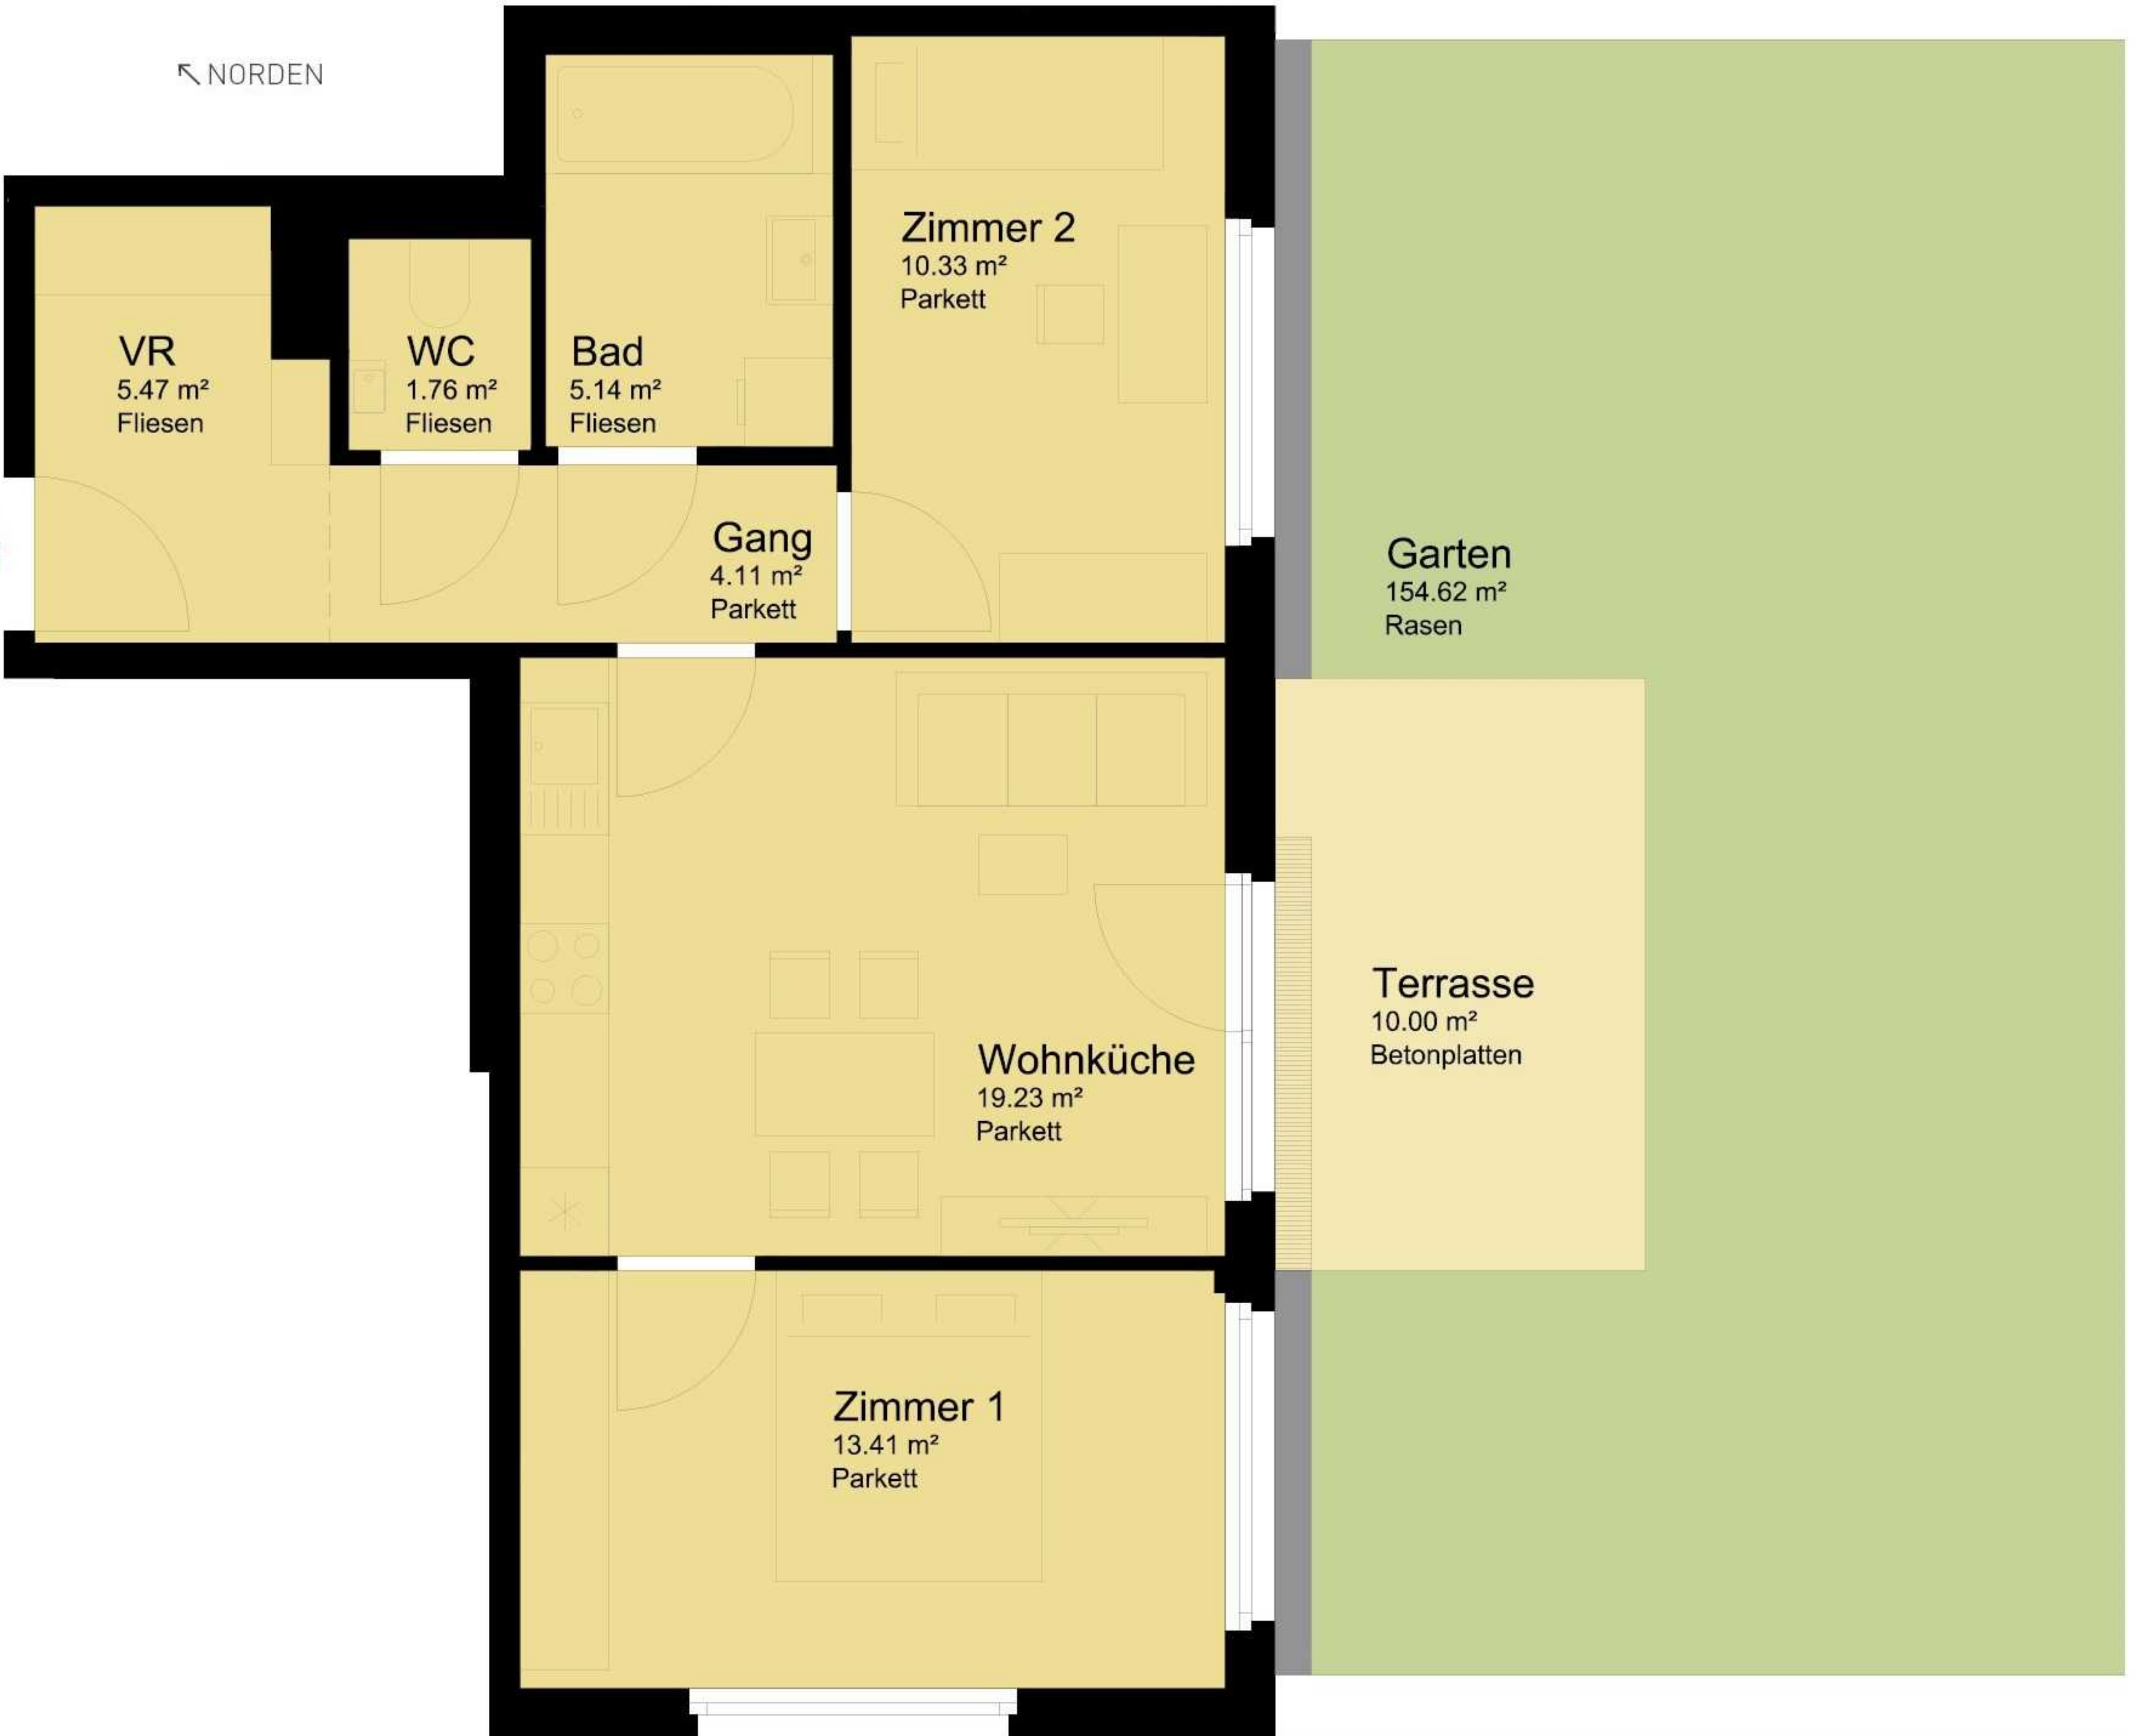 NORDEN
Zimmer 2
10.33 m²
Parkett
VR
5.47 m²
Fliesen
WC
1.76 m²
Fliesen
Bad
5.14 m²
Fliesen
Gang
4.11 m²
Parkett
Garten
154.62 m²
Rasen
Terrasse
10.00 m²
Betonplatten
Wohnküche
19.23 m²
Parkett
Zimmer 1
13.41 m²
Parkett